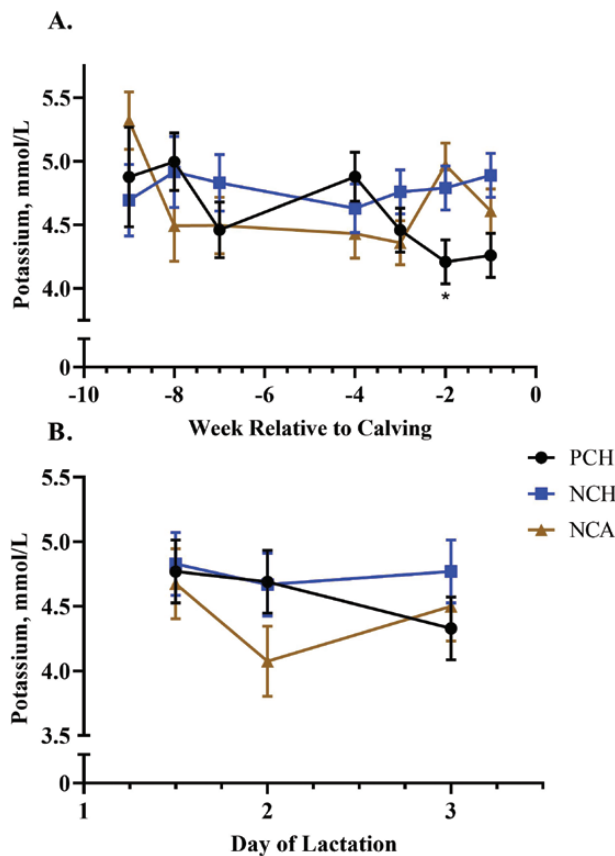 A.
Potassium, mmol/L
5.5
5.0
4.5
4.0
0
-10
-8
-6
-4
-2
0
*
Week Relative to Calving
B.
Potassium, mmol/L
5.5
5.0
4.5
4.0
3.5
0
1
2
3
Day of Lactation
PCH
NCH
NCA